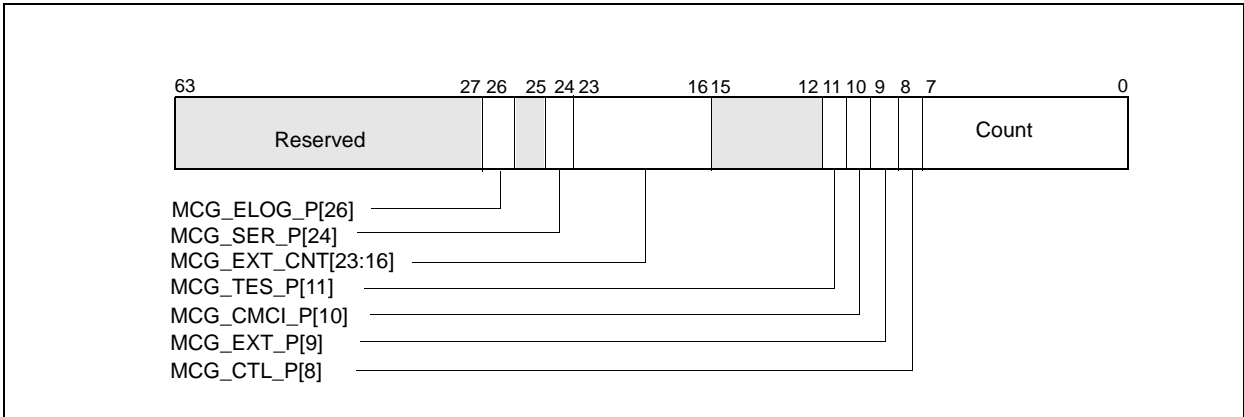 63 27 26 25 24 23 16 15 12 11 10 9 8 7 0
Reserved Count
MCG_ELOG_P[26]
MCG_SER_P[24]
MCG_EXT_CNT[23:16]
MCG_TES_P[11]
MCG_CMCI_P[10]
MCG_EXT_P[9]
MCG_CTL_P[8]